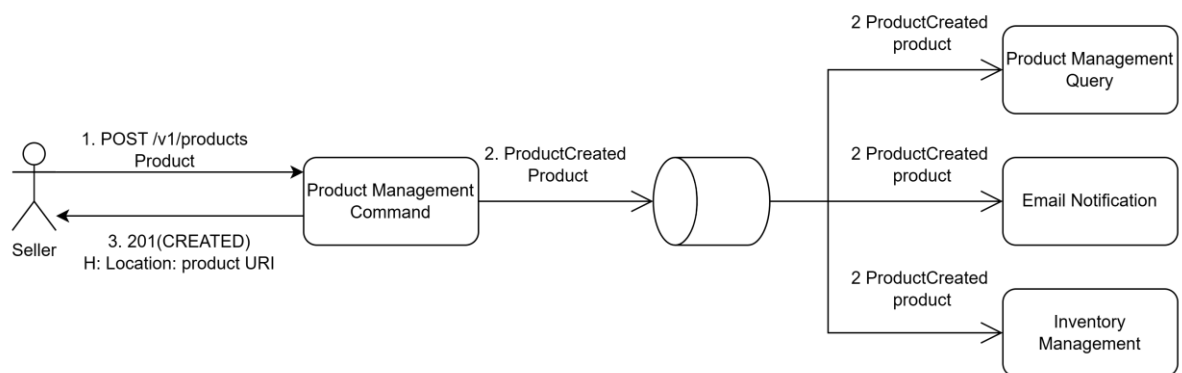 1. POST /v1/products
Product
Seller
Product Management
Command
3. 201(CREATED)
H: Location: product URI
2. ProductCreated
Product
2 ProductCreated
product
Product Management
Query
2 ProductCreated
product
Email Notification
2 ProductCreated
product
Inventory
Management